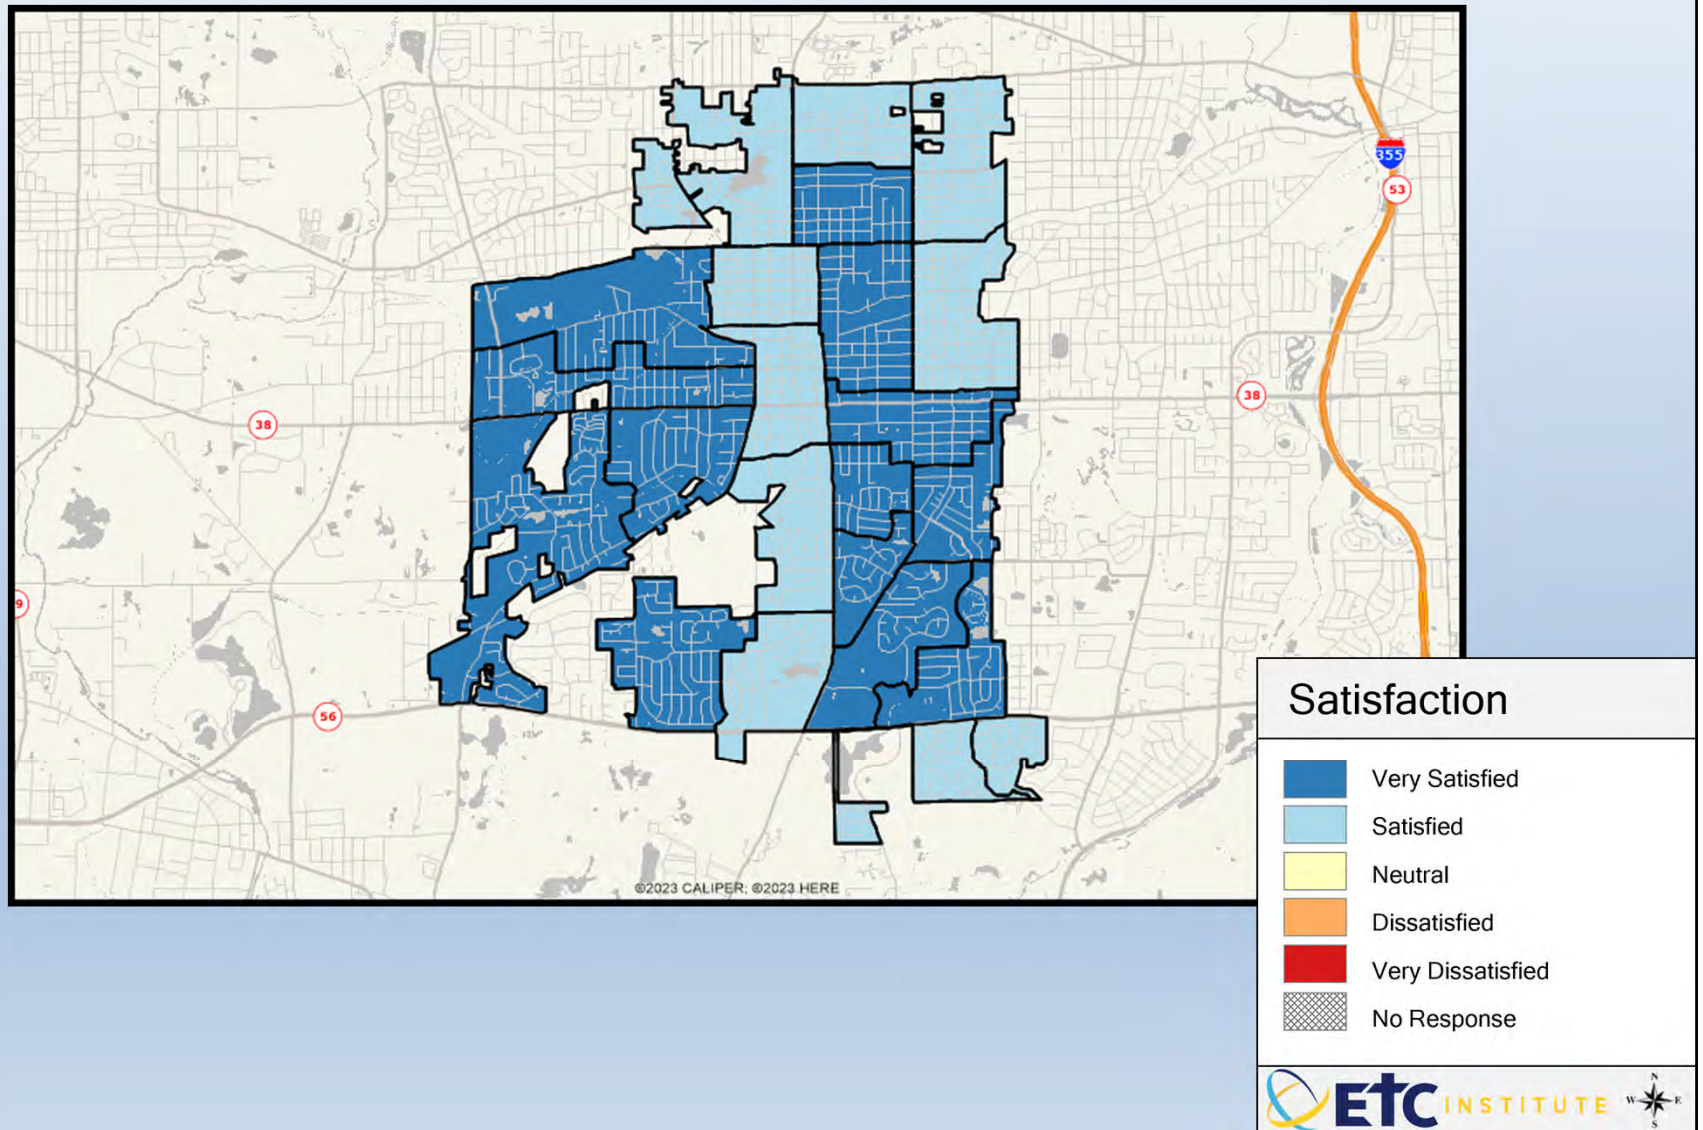 355
53
38
38
9
56
©2023 CALIPER; ©2023 HERE
Satisfaction
Very Satisfied
Satisfied
Neutral
Dissatisfied
Very Dissatisfied
No Response
ETC INSTITUTE
N
W E
S